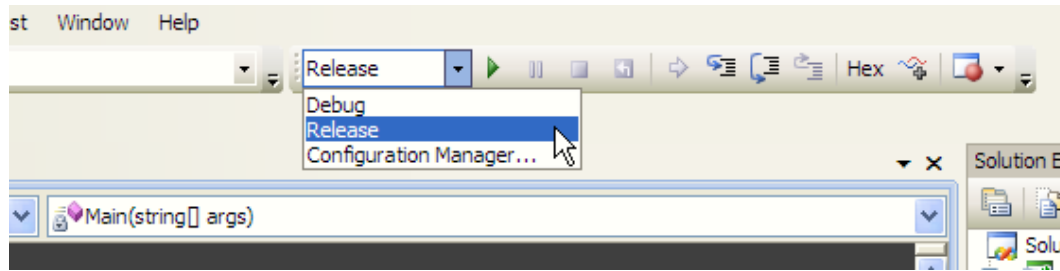 st Window Help
Release
Hex
Debug
Release
Configuration Manager...
Solution E
Main(string[] args)
Solu